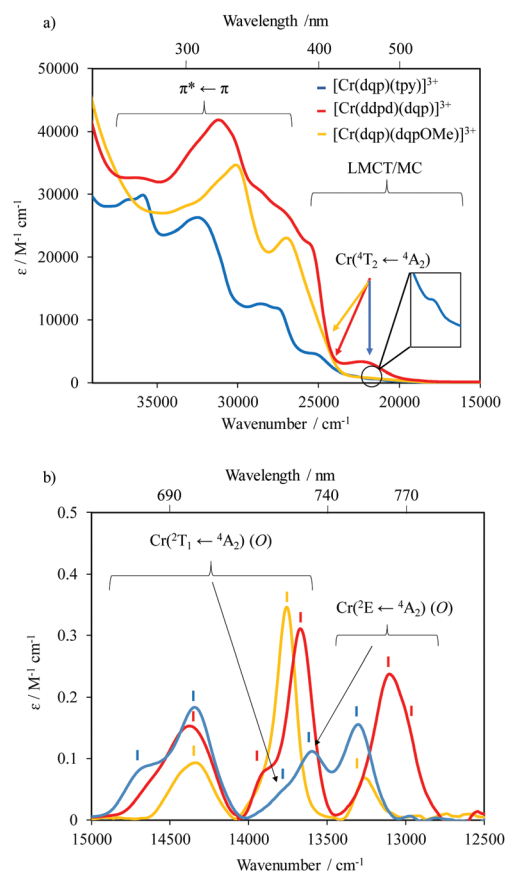 a)
Wavelength /nm
300
400
500
50000
40000
30000
20000
10000
0
ε / M⁻¹ cm⁻¹
π* ← π
[Cr(dqp)(tpy)]³⁺
[Cr(ddpd)(dqp)]³⁺
[Cr(dqp)(dqpOMe)]³⁺
LMCT/MC
Cr(⁴T₂ ← ⁴A₂)
35000
30000
25000
20000
15000
Wavenumber / cm⁻¹
b)
Wavelength / nm
690
740
770
0.5
0.4
0.3
0.2
0.1
0
ε / M⁻¹ cm⁻¹
Cr(²T₁ ← ⁴A₂) (O)
Cr(²E ← ⁴A₂) (O)
15000
14500
14000
13500
13000
12500
Wavenumber / cm⁻¹